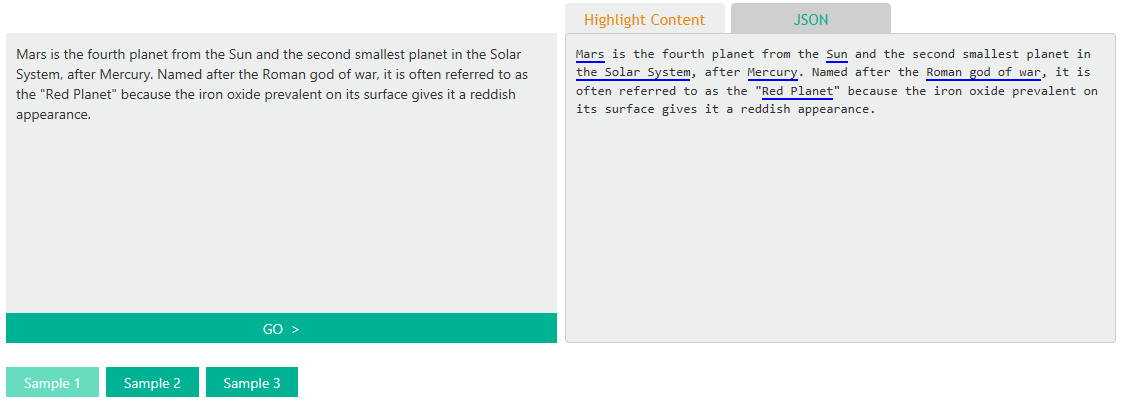 Highlight Content
JSON
Mars is the fourth planet from the Sun and the second smallest planet in the Solar
System, after Mercury. Named after the Roman god of war, it is often referred to as
the "Red Planet" because the iron oxide prevalent on its surface gives it a reddish
appearance.
Mars is the fourth planet from the Sun and the second smallest planet in
the Solar System, after Mercury. Named after the Roman god of war, it is
often referred to as the "Red Planet" because the iron oxide prevalent on
its surface gives it a reddish appearance.
GO >
Sample 1
Sample 2
Sample 3